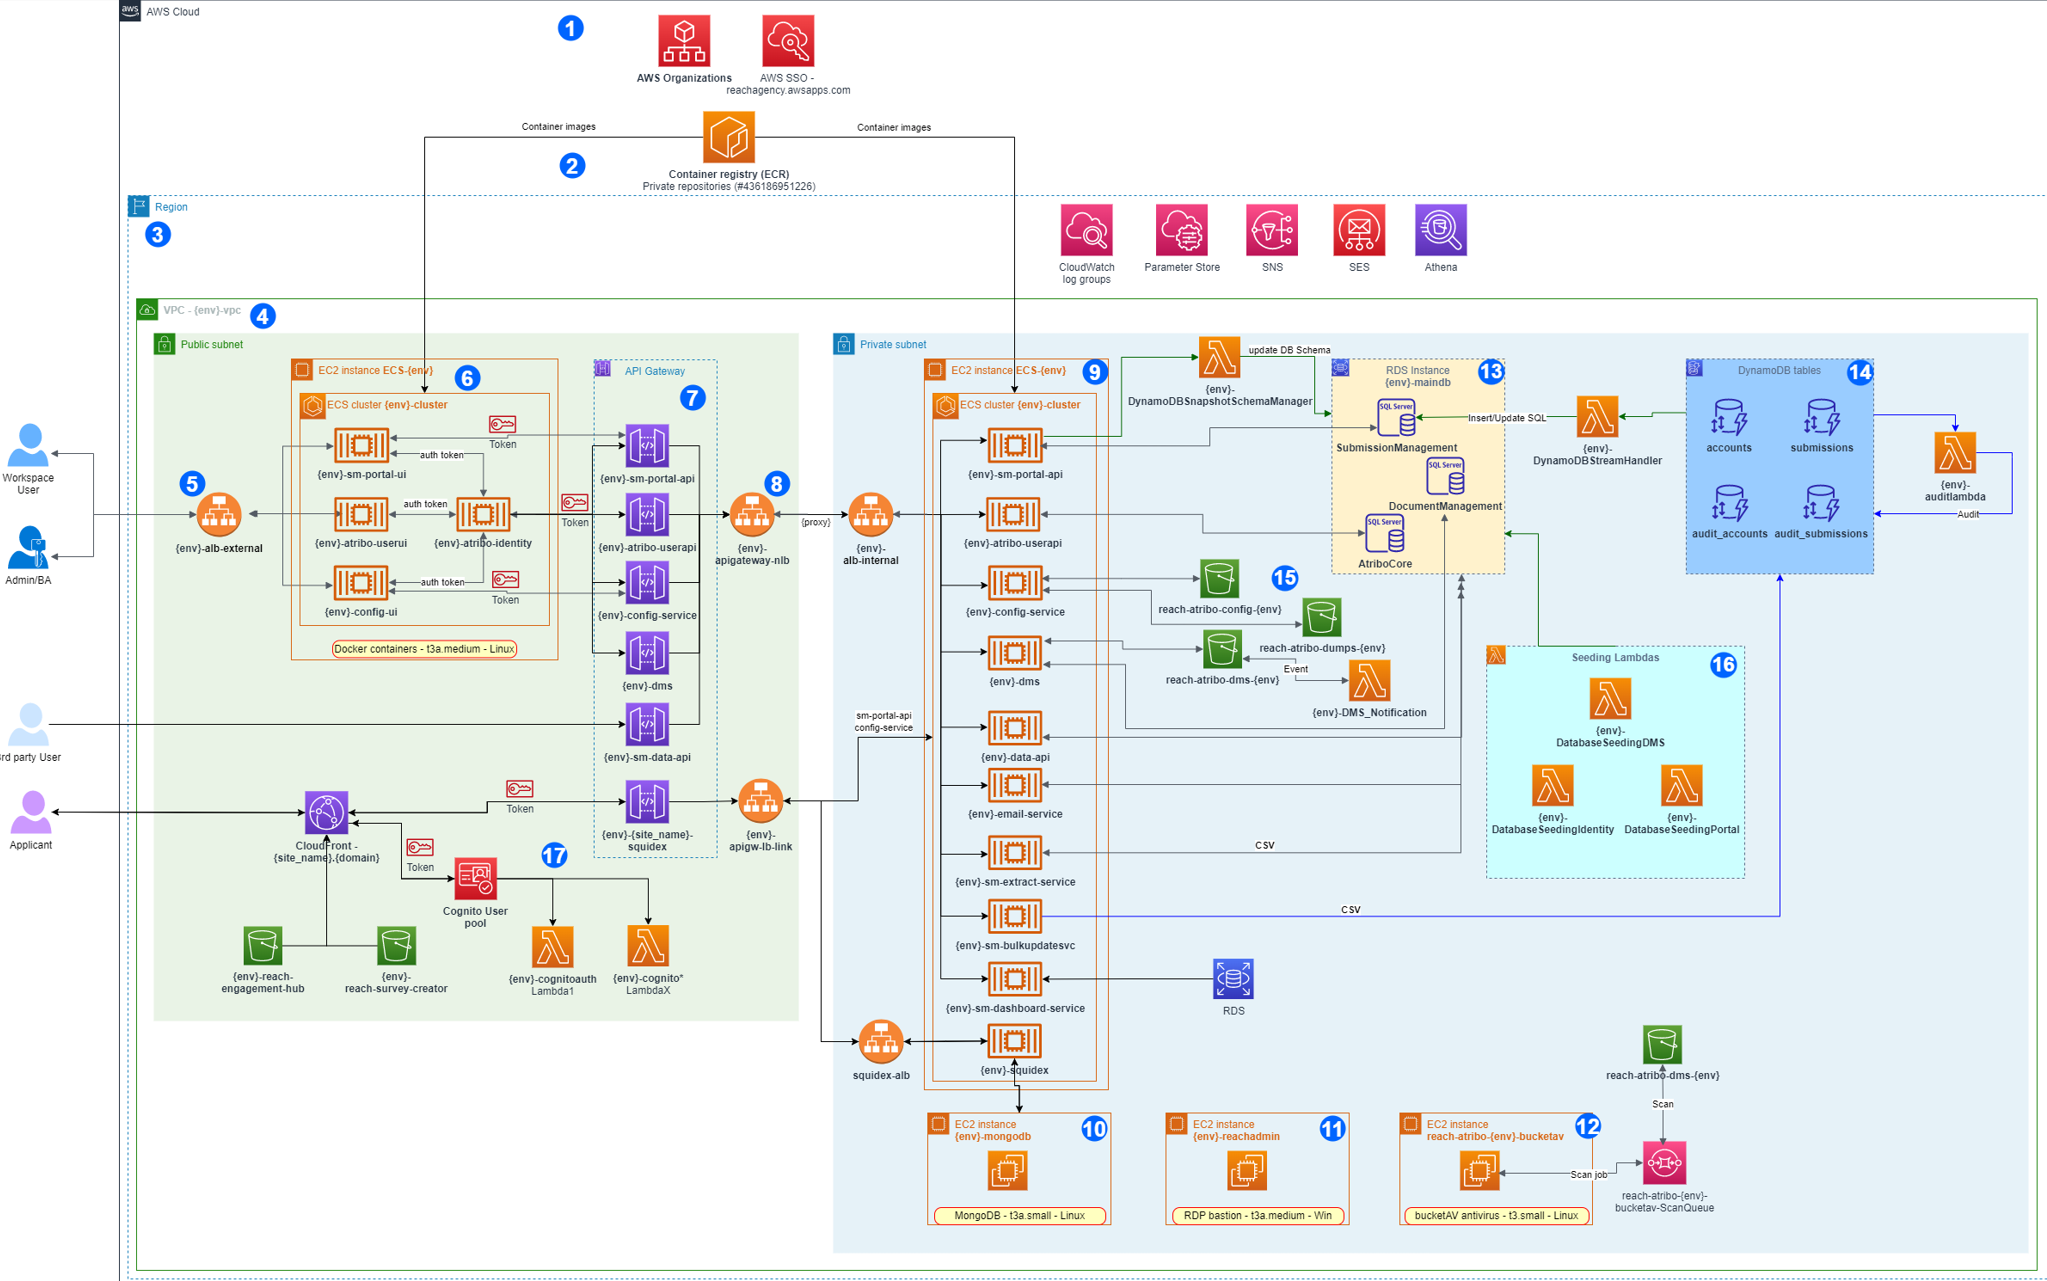 aws
AWS Cloud
1
AWS Organizations
AWS SSO -
reachagency.awsapps.com
Container images
Container images
2
Container registry (ECR)
Private repositories (#436186951226)
Region
3
CloudWatch
log groups
Parameter Store
SNS
SES
Athena
VPC - {env}-vpc
4
Public subnet
EC2 instance ECS-{env}
6
ECS cluster {env}-cluster
{env}-sm-portal-ui
Token
auth token
auth token
{env}-atribo-userui
{env}-atribo-identity
auth token
Token
{env}-config-ui
Docker containers - t3a.medium - Linux
Token
API Gateway
7
{env}-sm-portal-api
{env}-atribo-userapi
{env}-config-service
{env}-dms
{env}-sm-data-api
{env}-{site_name}-
squidex
Workspace
User
Admin/BA
5
{env}-alb-external
rd party User
Applicant
8
{env}-
apigateway-nlb
{proxy}
{env}-
alb-internal
CloudFront -
{site_name}.{domain}
Token
Token
Cognito User
pool
17
{env}-reach-
engagement-hub
{env}-
reach-survey-creator
{env}-cognitoauth
Lambda1
{env}-cognito*
LambdaX
{env}-
apigw-lb-link
sm-portal-api
config-service
squidex-alb
Private subnet
EC2 instance ECS-{env}
9
ECS cluster {env}-cluster
{env}-sm-portal-api
{env}-atribo-userapi
{env}-config-service
{env}-dms
{env}-data-api
{env}-email-service
{env}-sm-extract-service
{env}-sm-bulkupdatesvc
{env}-sm-dashboard-service
{env}-squidex
{env}-
DynamoDBSnapshotSchemaManager
update DB Schema
RDS Instance
{env}-maindb
13
SQL Server
SubmissionManagement
SQL Server
DocumentManagement
SQL Server
AtriboCore
Insert/Update SQL
{env}-
DynamoDBStreamHandler
DynamoDB tables
14
accounts
submissions
audit_accounts
audit_submissions
{env}-
auditlambda
Audit
15
reach-atribo-config-{env}
reach-atribo-dumps-{env}
reach-atribo-dms-{env}
Event
{env}-DMS_Notification
CSV
CSV
RDS
Seeding Lambdas
16
{env}-
DatabaseSeedingDMS
{env}-
DatabaseSeedingIdentity
{env}-
DatabaseSeedingPortal
EC2 instance
{env}-mongodb
10
MongoDB - t3a.small - Linux
EC2 instance
{env}-reachadmin
11
RDP bastion - t3a.medium - Win
EC2 instance
reach-atribo-{env}-bucketav
12
bucketAV antivirus - t3.small - Linux
reach-atribo-dms-{env}
Scan
Scan job
reach-atribo-{env}-
bucketav-ScanQueue